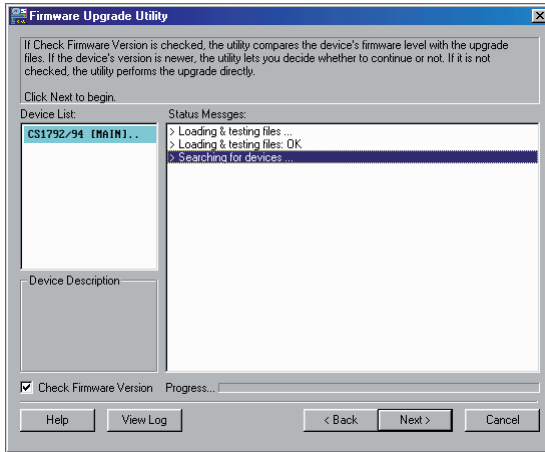 Firmware Upgrade Utility
If Check Firmware Version is checked, the utility compares the device's firmware level with the upgrade
files. If the device's version is newer, the utility lets you decide whether to continue or not. If it is not
checked, the utility performs the upgrade directly.
Click Next to begin.
Device List:
Status Messges:
CS1792/94 [MAIN]..
> Loading & testing files ...
> Loading & testing files: OK
> Searching for devices ...
Device Description
Check Firmware Version
Progress...
Help
View Log
< Back
Next >
Cancel